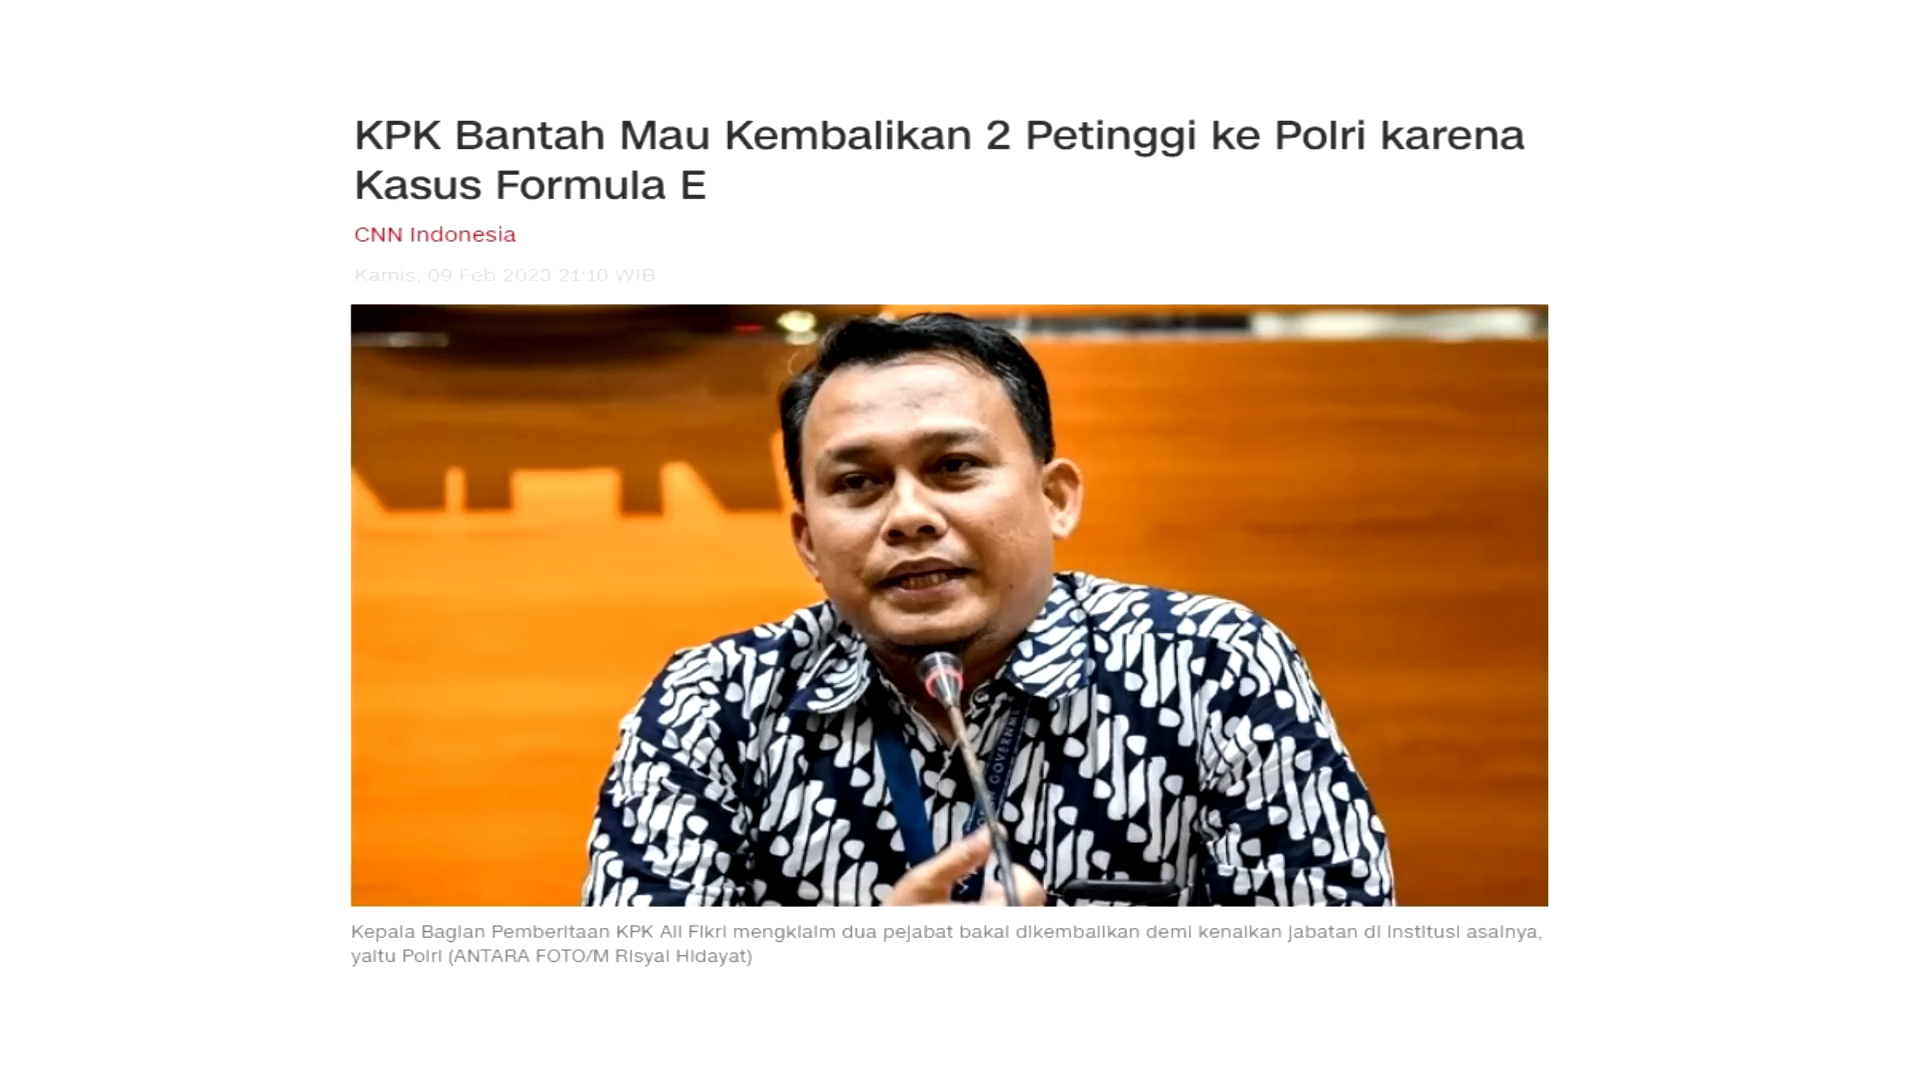 KPK Bantah Mau Kembalikan 2 Petinggi ke Polri karena
Kasus Formula E
CNN Indonesia
Kamis, 09 Feb 2023 21:10 WIB
GOVERNME
Kepala Bagian Pemberitaan KPK Ali Fikri mengklaim dua pejabat bakal dikembalikan demi kenaikan jabatan di institusi asalnya,
yaitu Polri (ANTARA FOTO/M Risyal Hidayat)